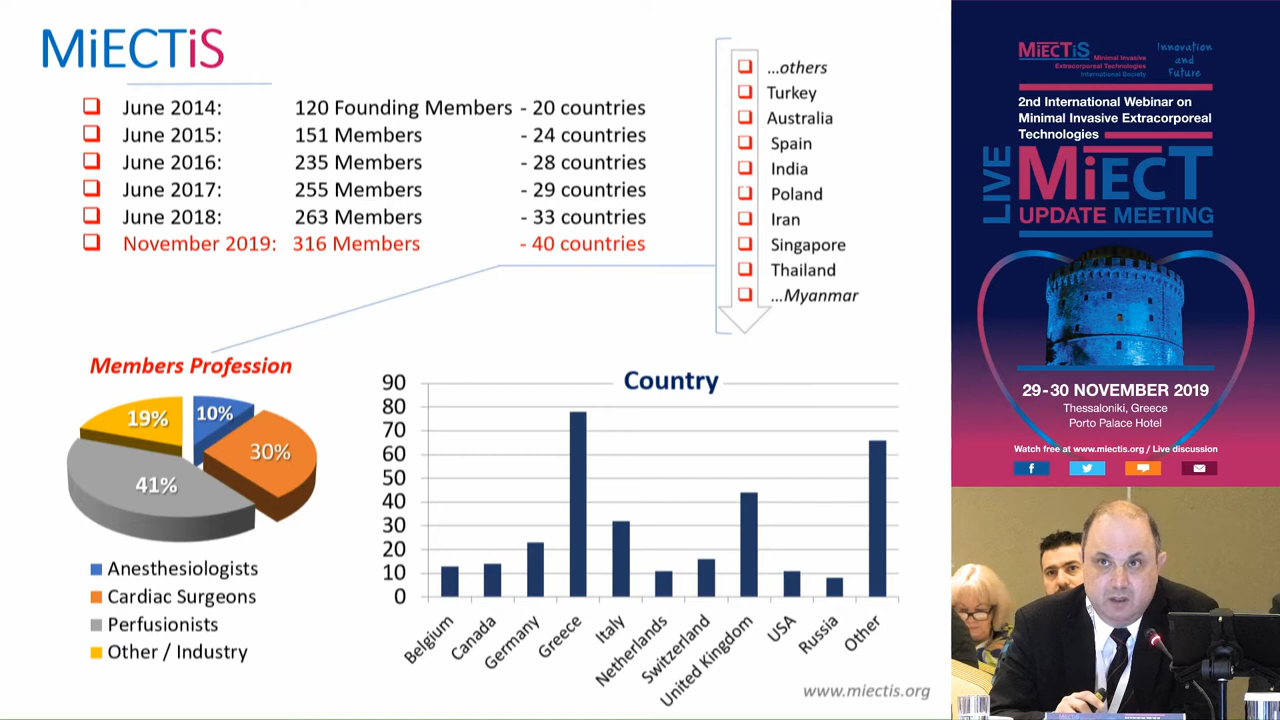 MiECTiS
June 2014: 120 Founding Members - 20 countries
June 2015: 151 Members - 24 countries
June 2016: 235 Members - 28 countries
June 2017: 255 Members - 29 countries
June 2018: 263 Members - 33 countries
November 2019: 316 Members - 40 countries
...others
Turkey
Australia
Spain
India
Poland
Iran
Singapore
Thailand
...Myanmar
Members Profession
10%
30%
41%
19%
Anesthesiologists
Cardiac Surgeons
Perfusionists
Other / Industry
Country
90
80
70
60
50
40
30
20
10
0
Belgium
Canada
Germany
Greece
Italy
Netherlands
Switzerland
United Kingdom
USA
Russia
Other
www.miectis.org
MiECTiS
Minimal Invasive
Extracorporeal Technologies
International Society
Innovation
and
Future
2nd International Webinar on
Minimal Invasive Extracorporeal
Technologies
LIVE
MiECT
UPDATE MEETING
29-30 NOVEMBER 2019
Thessaloniki, Greece
Porto Palace Hotel
Watch free at www.miectis.org / Live discussion